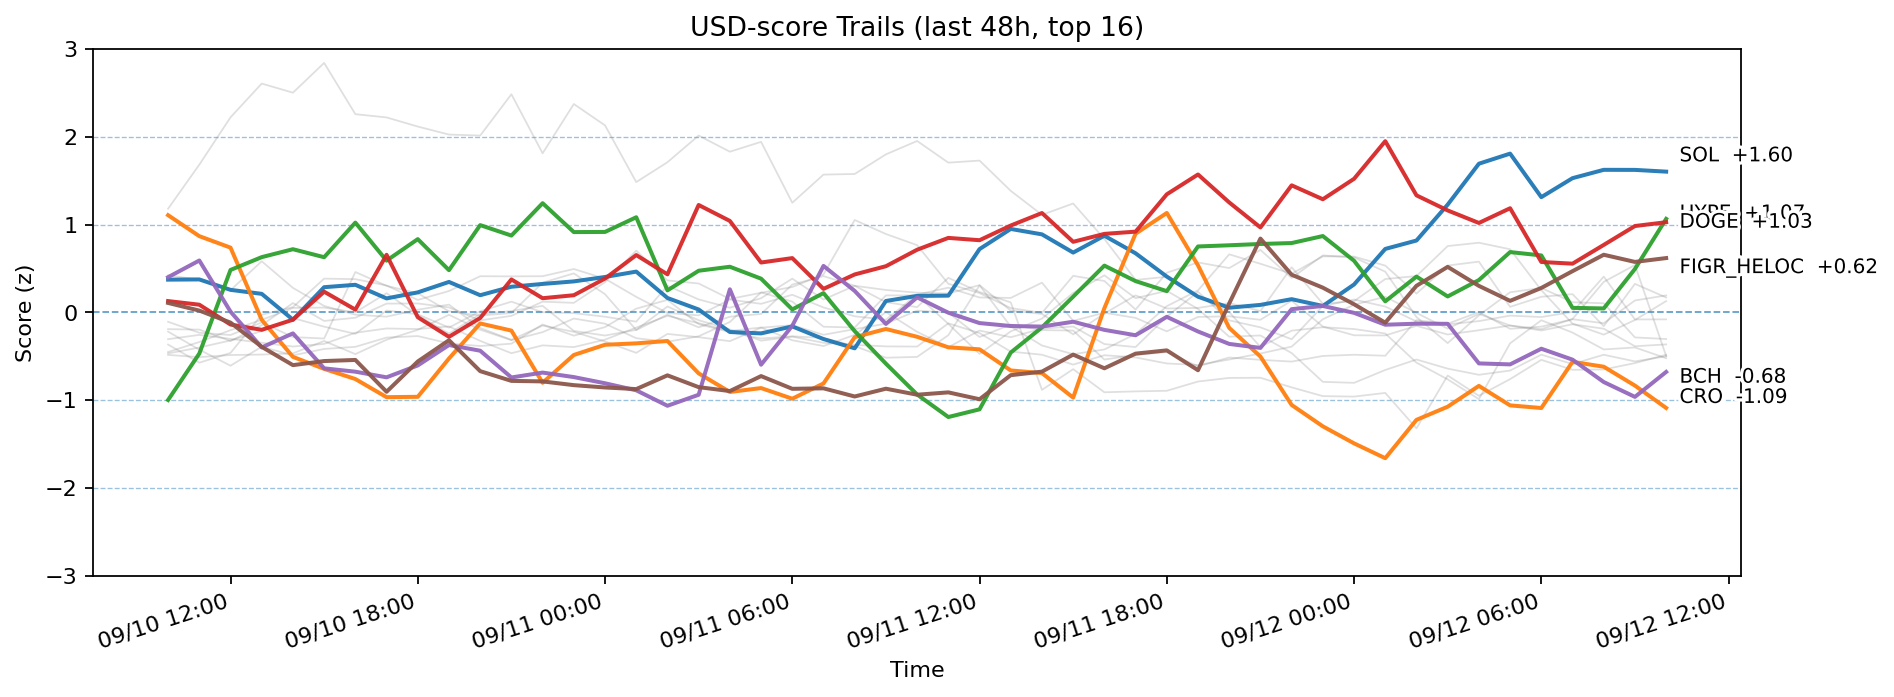 USD-score Trails (last 48h, top 16)
Score (z)
3
2
1
0
−1
−2
−3
SOL +1.60
HYPE +1.07
DOGE +1.03
FIGR_HELOC +0.62
BCH -0.68
CRO -1.09
09/10 12:00
09/10 18:00
09/11 00:00
09/11 06:00
09/11 12:00
09/11 18:00
09/12 00:00
09/12 06:00
09/12 12:00
Time